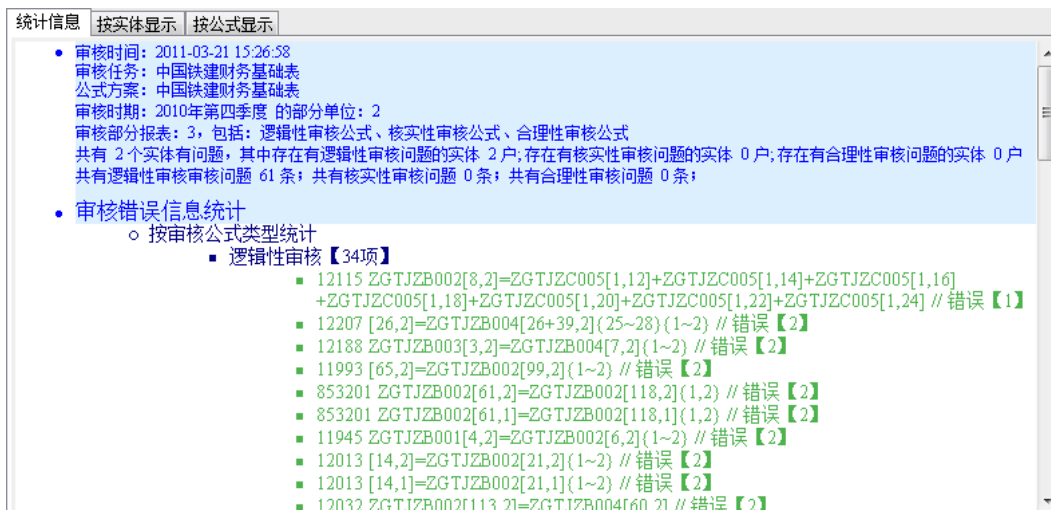 统计信息 按实体显示 按公式显示
审核时间：2011-03-21 15:26:58
审核任务：中国铁建财务基础表
公式方案：中国铁建财务基础表
审核时期：2010年第四季度 的部分单位：2
审核部分报表：3，包括：逻辑性审核公式、核实性审核公式、合理性审核公式
共有 2个实体有问题，其中存在有逻辑性审核问题的实体 2户;存在有核实性审核问题的实体 0户;存在有合理性审核问题的实体 0户
共有逻辑性审核审核问题 61条；共有核实性审核问题 0条；共有合理性审核问题 0条；
审核错误信息统计
按审核公式类型统计
逻辑性审核【34项】
12115 ZGTJZB002[8,2]=ZGTJZC005[1,12]+ZGTJZC005[1,14]+ZGTJZC005[1,16]
+ZGTJZC005[1,18]+ZGTJZC005[1,20]+ZGTJZC005[1,22]+ZGTJZC005[1,24] // 错误【1】
12207 [26,2]=ZGTJZB004[26+39,2]{25~28}{1~2} // 错误【2】
12188 ZGTJZB003[3,2]=ZGTJZB004[7,2]{1~2} // 错误【2】
11993 [65,2]=ZGTJZB002[99,2]{1~2} // 错误【2】
853201 ZGTJZB002[61,2]=ZGTJZB002[118,2]{1,2} // 错误【2】
853201 ZGTJZB002[61,1]=ZGTJZB002[118,1]{1,2} // 错误【2】
11945 ZGTJZB001[4,2]=ZGTJZB002[6,2]{1~2} // 错误【2】
12013 [14,2]=ZGTJZB002[21,2]{1~2} // 错误【2】
12013 [14,1]=ZGTJZB002[21,1]{1~2} // 错误【2】
12032 ZGTJZB002[113,2]=ZGTJZB004[60,2] // 错误【2】